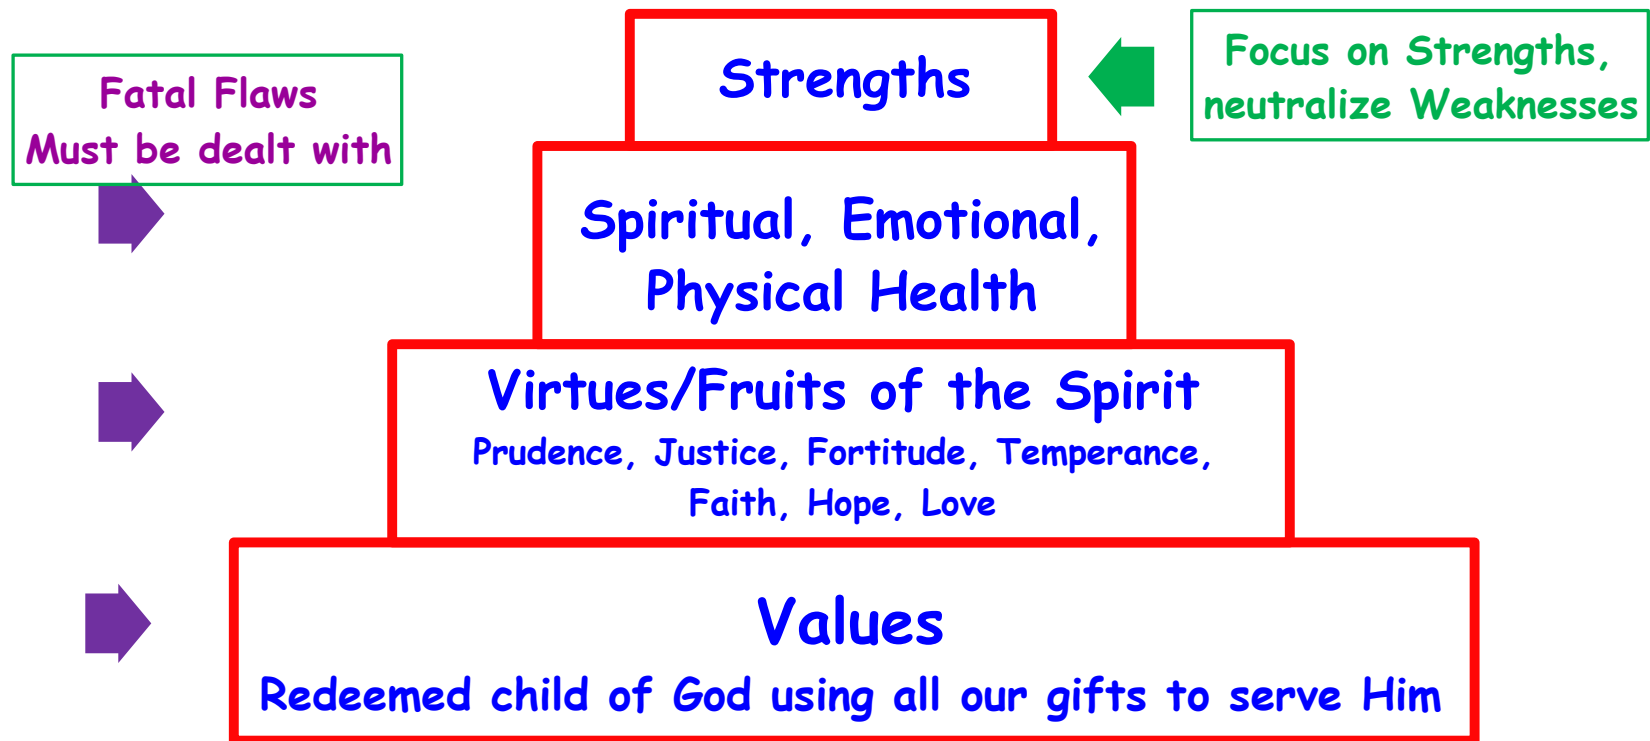 Strengths
Focus on Strengths,
neutralize Weaknesses
Fatal Flaws
Must be dealt with
Spiritual, Emotional,
Physical Health
Virtues/Fruits of the Spirit
Prudence, Justice, Fortitude, Temperance,
Faith, Hope, Love
Values
Redeemed child of God using all our gifts to serve Him